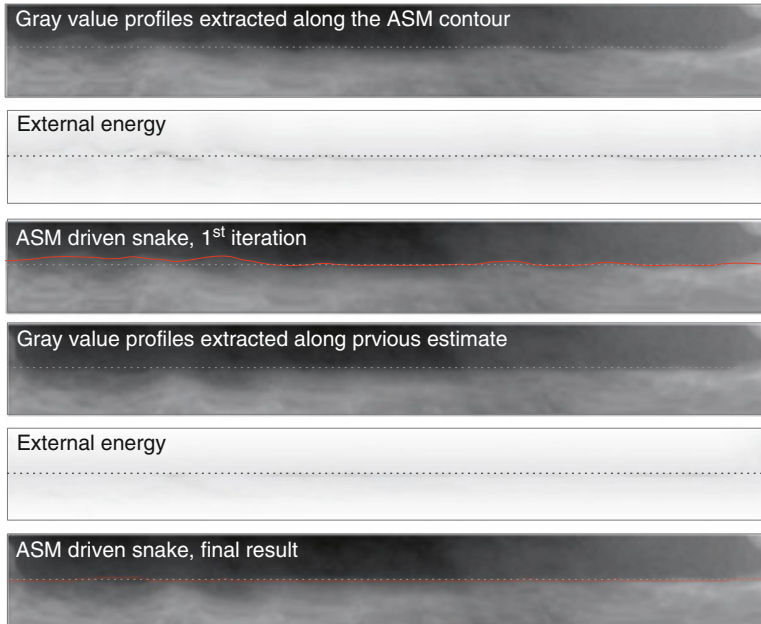 Gray value profiles extracted along the ASM contour
External energy
ASM driven snake, 1st iteration
Gray value profiles extracted along prvious estimate
External energy
ASM driven snake, final result